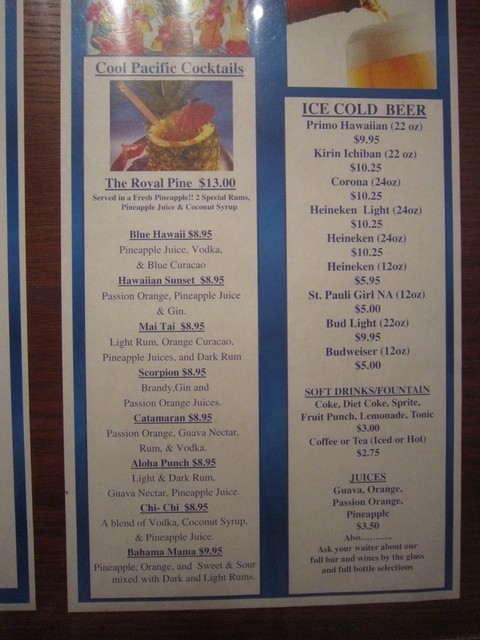 Cool Pacific Cocktails
The Royal Pine $13.00
Served in a Fresh Pineapple!! 2 Special Rums,
Pineapple Juice & Coconut Syrup
Blue Hawaii $8.95
Pineapple Juice, Vodka,
& Blue Curacao
Hawaiian Sunset $8.95
Passion Orange, Pineapple Juice
& Gin.
Mai Tai $8.95
Light Rum, Orange Curacao,
Pineapple Juices, and Dark Rum
Scorpion $8.95
Brandy,Gin and
Passion Orange Juices.
Catamaran $8.95
Passion Orange, Guava Nectar,
Rum, & Vodka.
Aloha Punch $8.95
Light & Dark Rum,
Guava Nectar, Pineapple Juice.
Chi- Chi $8.95
A blend of Vodka, Coconut Syrup,
& Pineapple Juice.
Bahama Mama $9.95
Pineapple, Orange, and Sweet & Sour
mixed with Dark and Light Rums.
ICE COLD BEER
Primo Hawaiian (22 oz)
$9.95
Kirin Ichiban (22 oz)
$10.25
Corona (24oz)
$10.25
Heineken Light (24oz)
$10.25
Heineken (24oz)
$10.25
Heineken (12oz)
$5.95
St. Pauli Girl NA (12oz)
$5.00
Bud Light (22oz)
$9.95
Budweiser (12oz)
$5.00
SOFT DRINKS/FOUNTAIN
Coke, Diet Coke, Sprite,
Fruit Punch, Lemonade, Tonic
$3.00
Coffee or Tea (Iced or Hot)
$2.75
JUICES
Guava, Orange,
Passion Orange,
Pineapple
$3.50
Also...........
Ask your waiter about our
full bar and wines by the glass
and full bottle selections